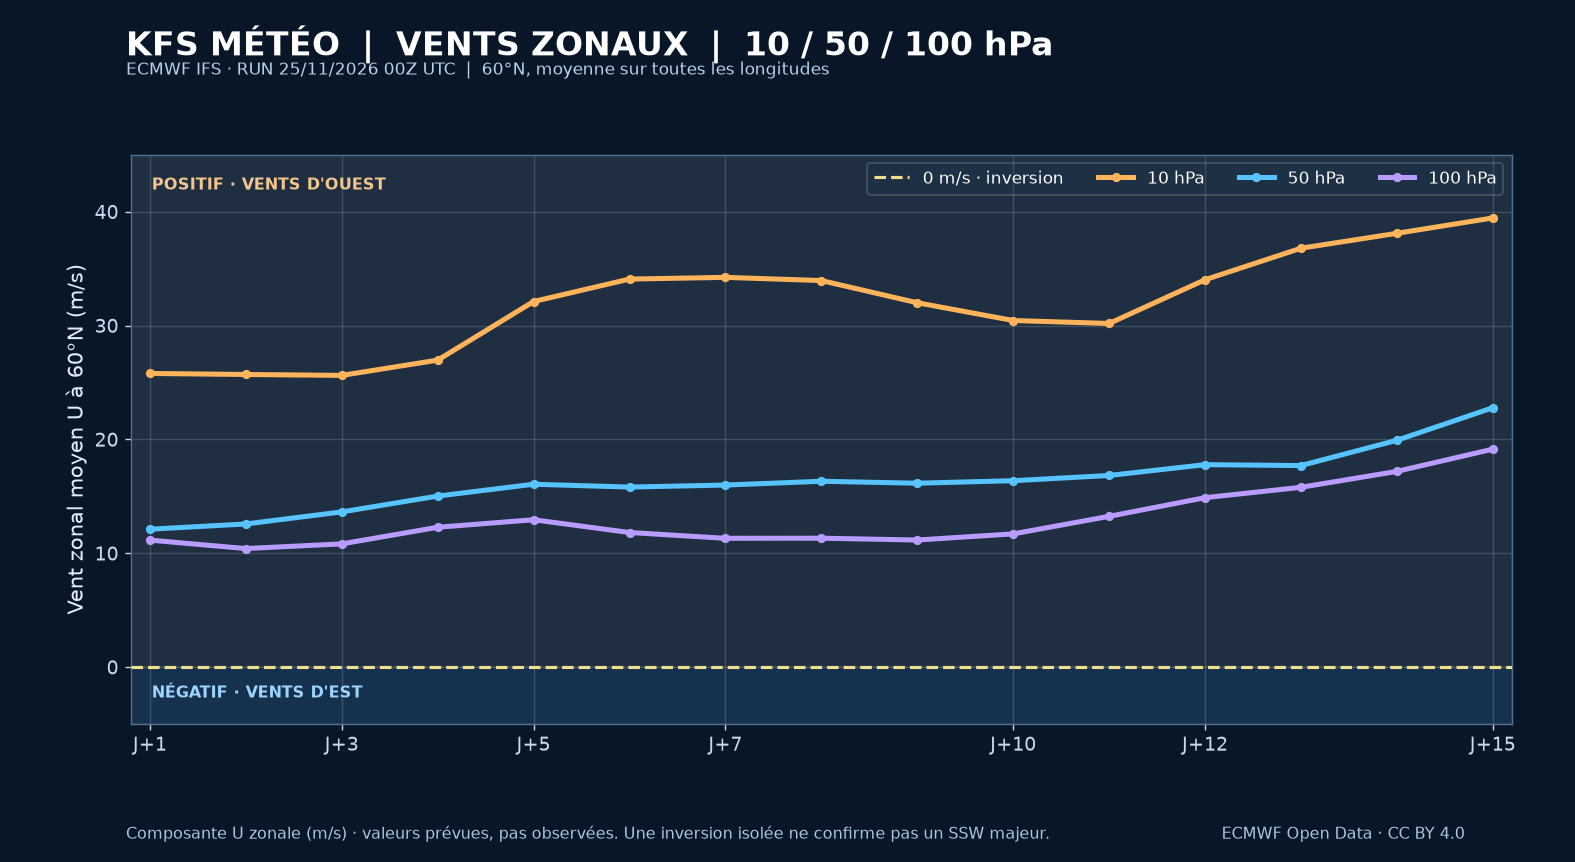 KFS MÉTÉO | VENTS ZONAUX | 10 / 50 / 100 hPa
ECMWF IFS · RUN 25/11/2026 00Z UTC | 60°N, moyenne sur toutes les longitudes
POSITIF · VENTS D'OUEST
0 m/s · inversion
10 hPa
50 hPa
100 hPa
Vent zonal moyen U à 60°N (m/s)
40
30
20
10
0
NÉGATIF · VENTS D'EST
J+1
J+3
J+5
J+7
J+10
J+12
J+15
Composante U zonale (m/s) · valeurs prévues, pas observées. Une inversion isolée ne confirme pas un SSW majeur.
ECMWF Open Data · CC BY 4.0